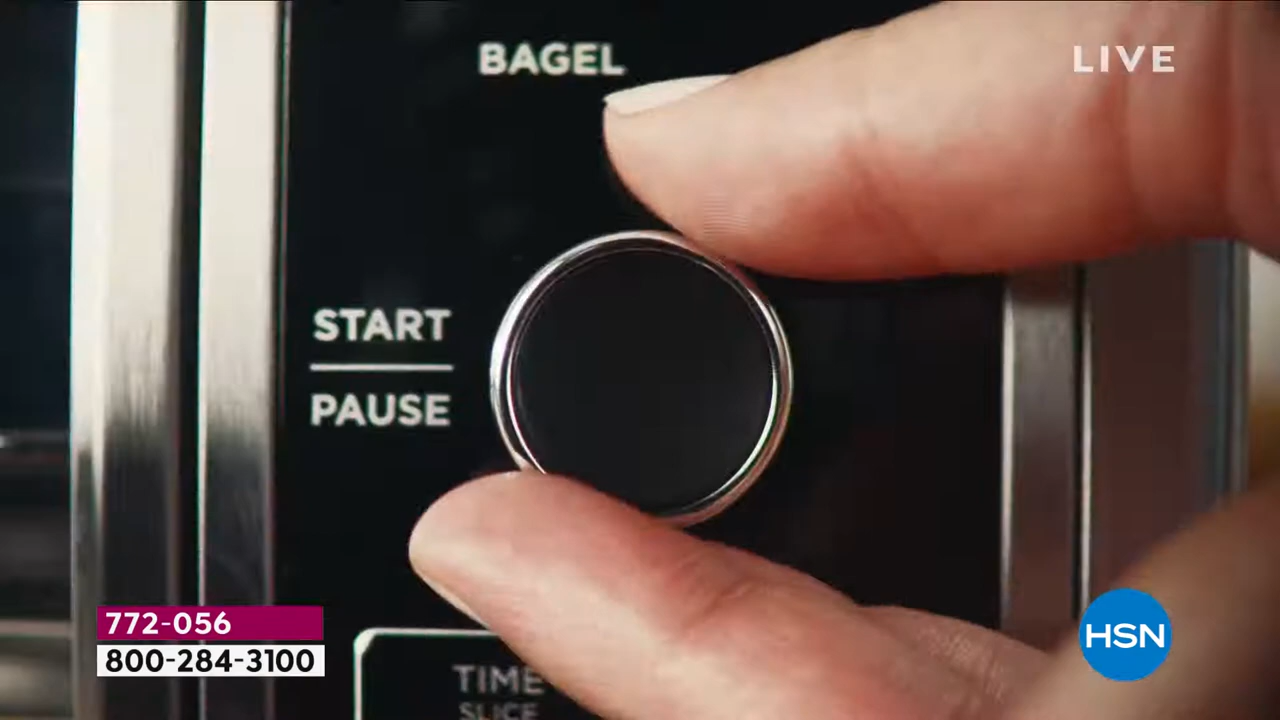 BAGEL
LIVE
START
PAUSE
772-056
800-284-3100
HSN
TIME
SLICE